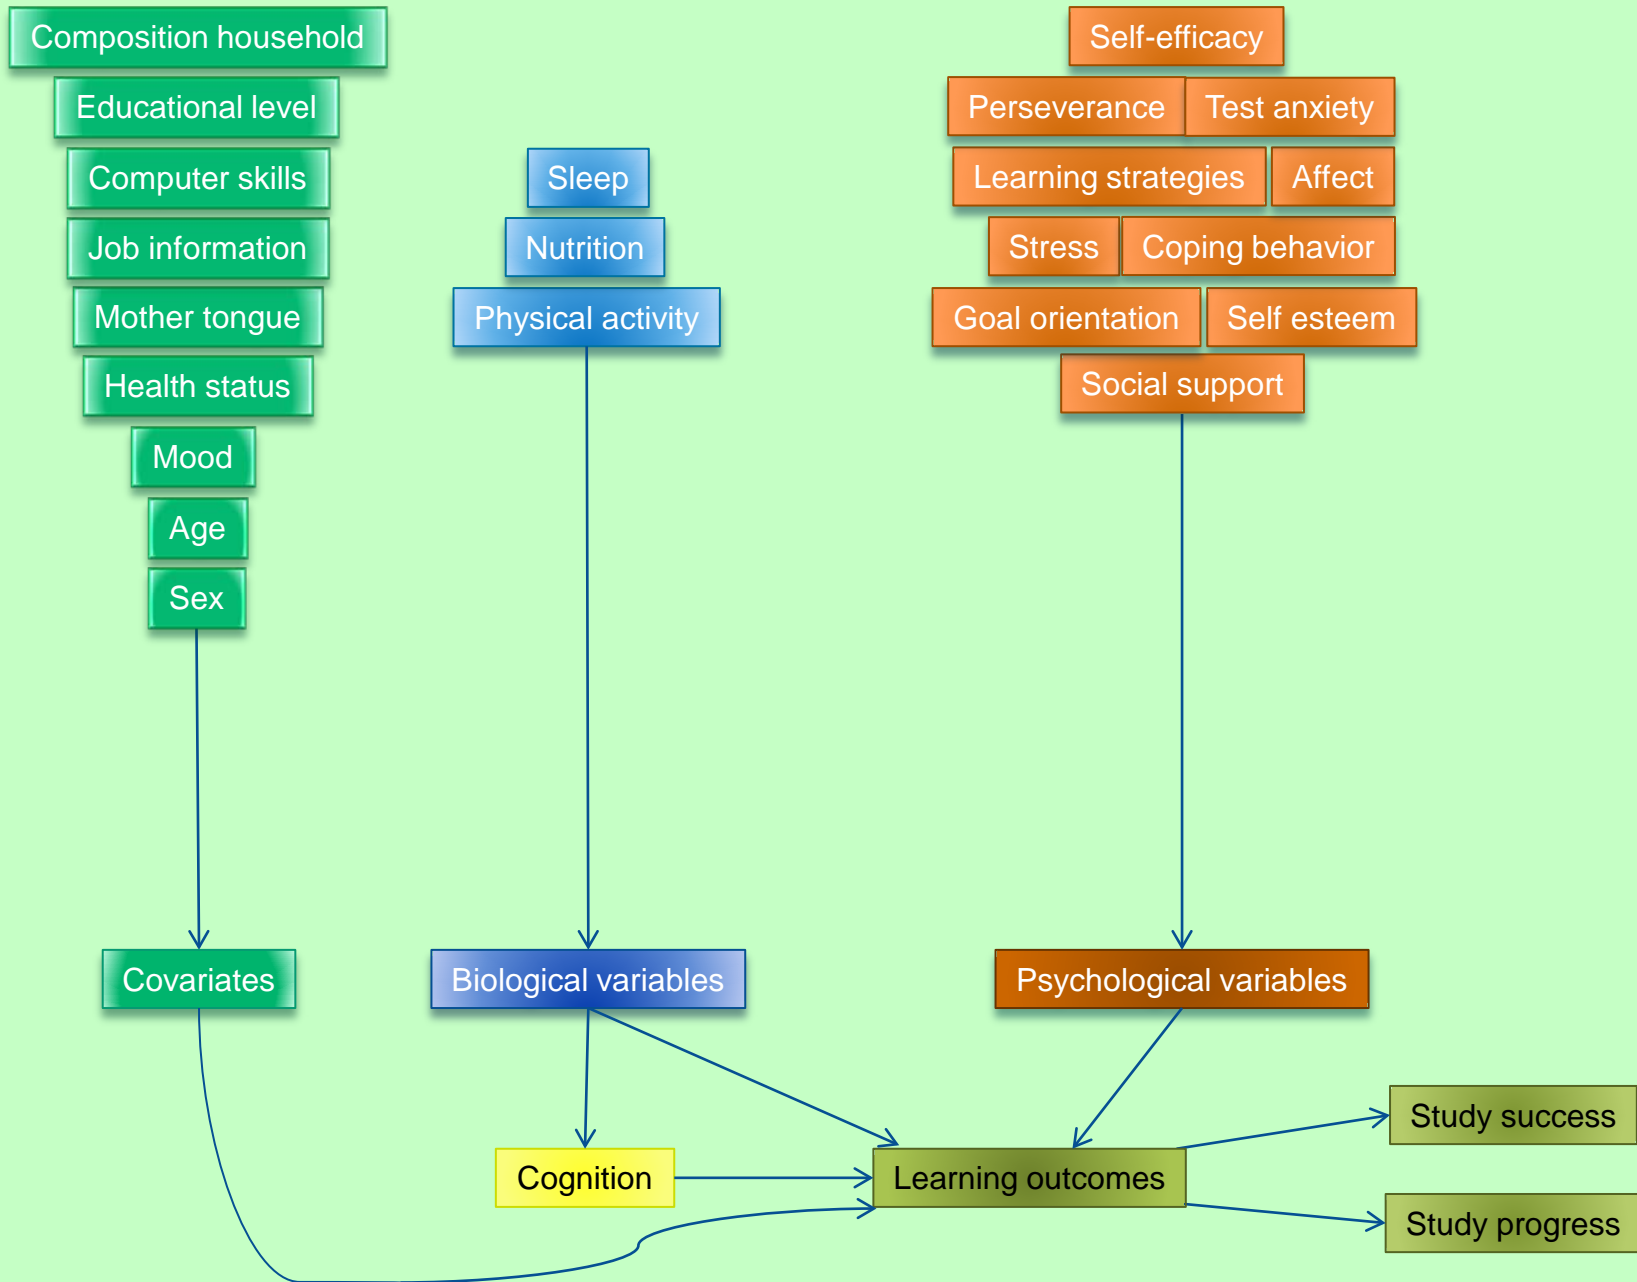 Composition household
Educational level
Computer skills
Job information
Mother tongue
Health status
Mood
Age
Sex
Sleep
Nutrition
Physical activity
Self-efficacy
Perseverance
Test anxiety
Learning strategies
Affect
Stress
Coping behavior
Goal orientation
Self esteem
Social support
Covariates
Biological variables
Psychological variables
Cognition
Learning outcomes
Study success
Study progress